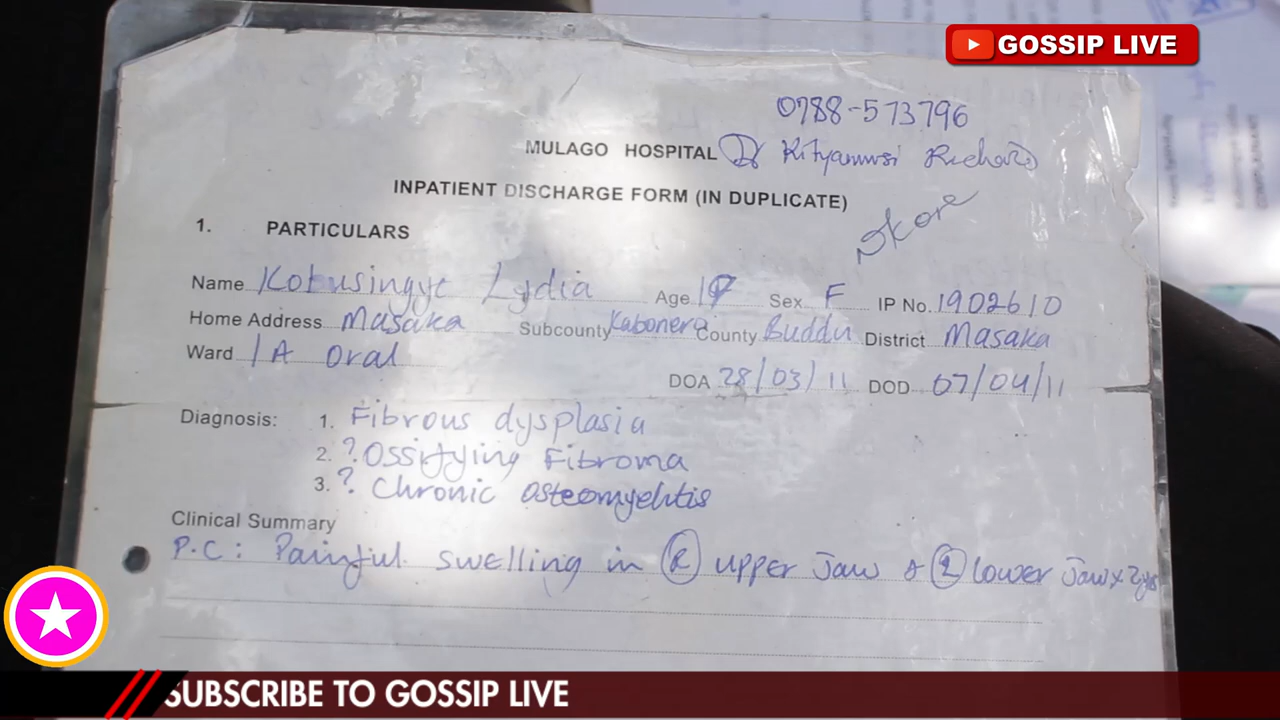 GOSSIP LIVE
0788-573796
MULAGO HOSPITAL Dr Kityamuwsi Richard
INPATIENT DISCHARGE FORM (IN DUPLICATE)
1. PARTICULARS
Name Kobusingye Lydia Age Sex F IP No. 1902610
Home Address Masaka Subcounty Kabonera County Buddu District Masaka
Ward 1A Oral
DOA 28/03/11 DOD 07/04/11
Diagnosis: 1. Fibrous dysplasia
2. ? Ossifying Fibroma
3. ? Chronic Osteomyelitis
Clinical Summary
P.C: Painful swelling in (R) upper Jaw & lower Jaw x 2yrs
SUBSCRIBE TO GOSSIP LIVE